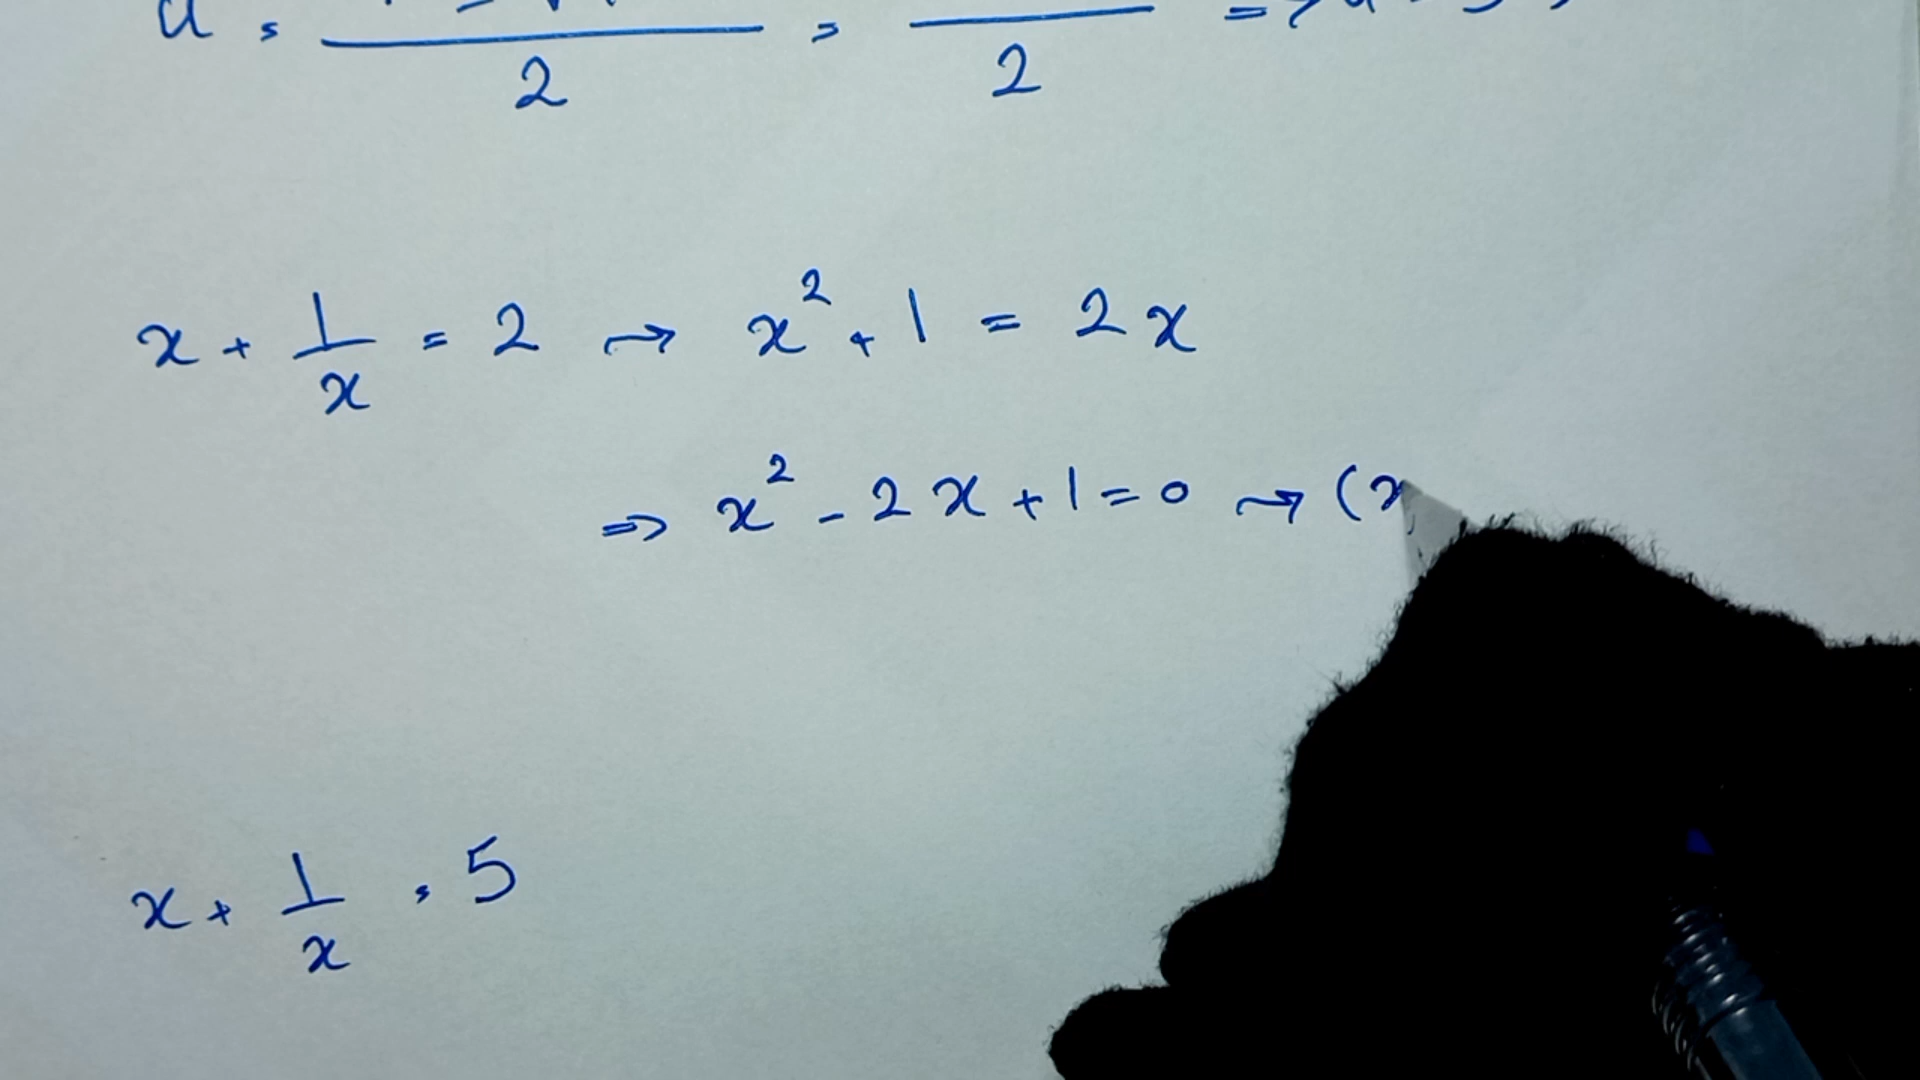 u = 2 = 2 =>
x + 1/x = 2 → x² + 1 = 2x
⇒ x² - 2x + 1 = 0 → (x
x + 1/x = 5